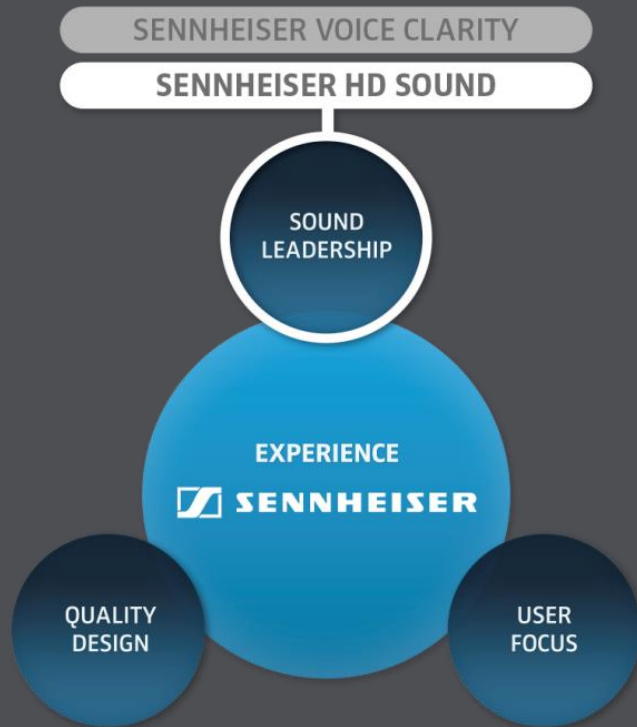 SENNHEISER VOICE CLARITY
SENNHEISER HD SOUND
SOUND
LEADERSHIP
EXPERIENCE
SENNHEISER
QUALITY
DESIGN
USER
FOCUS